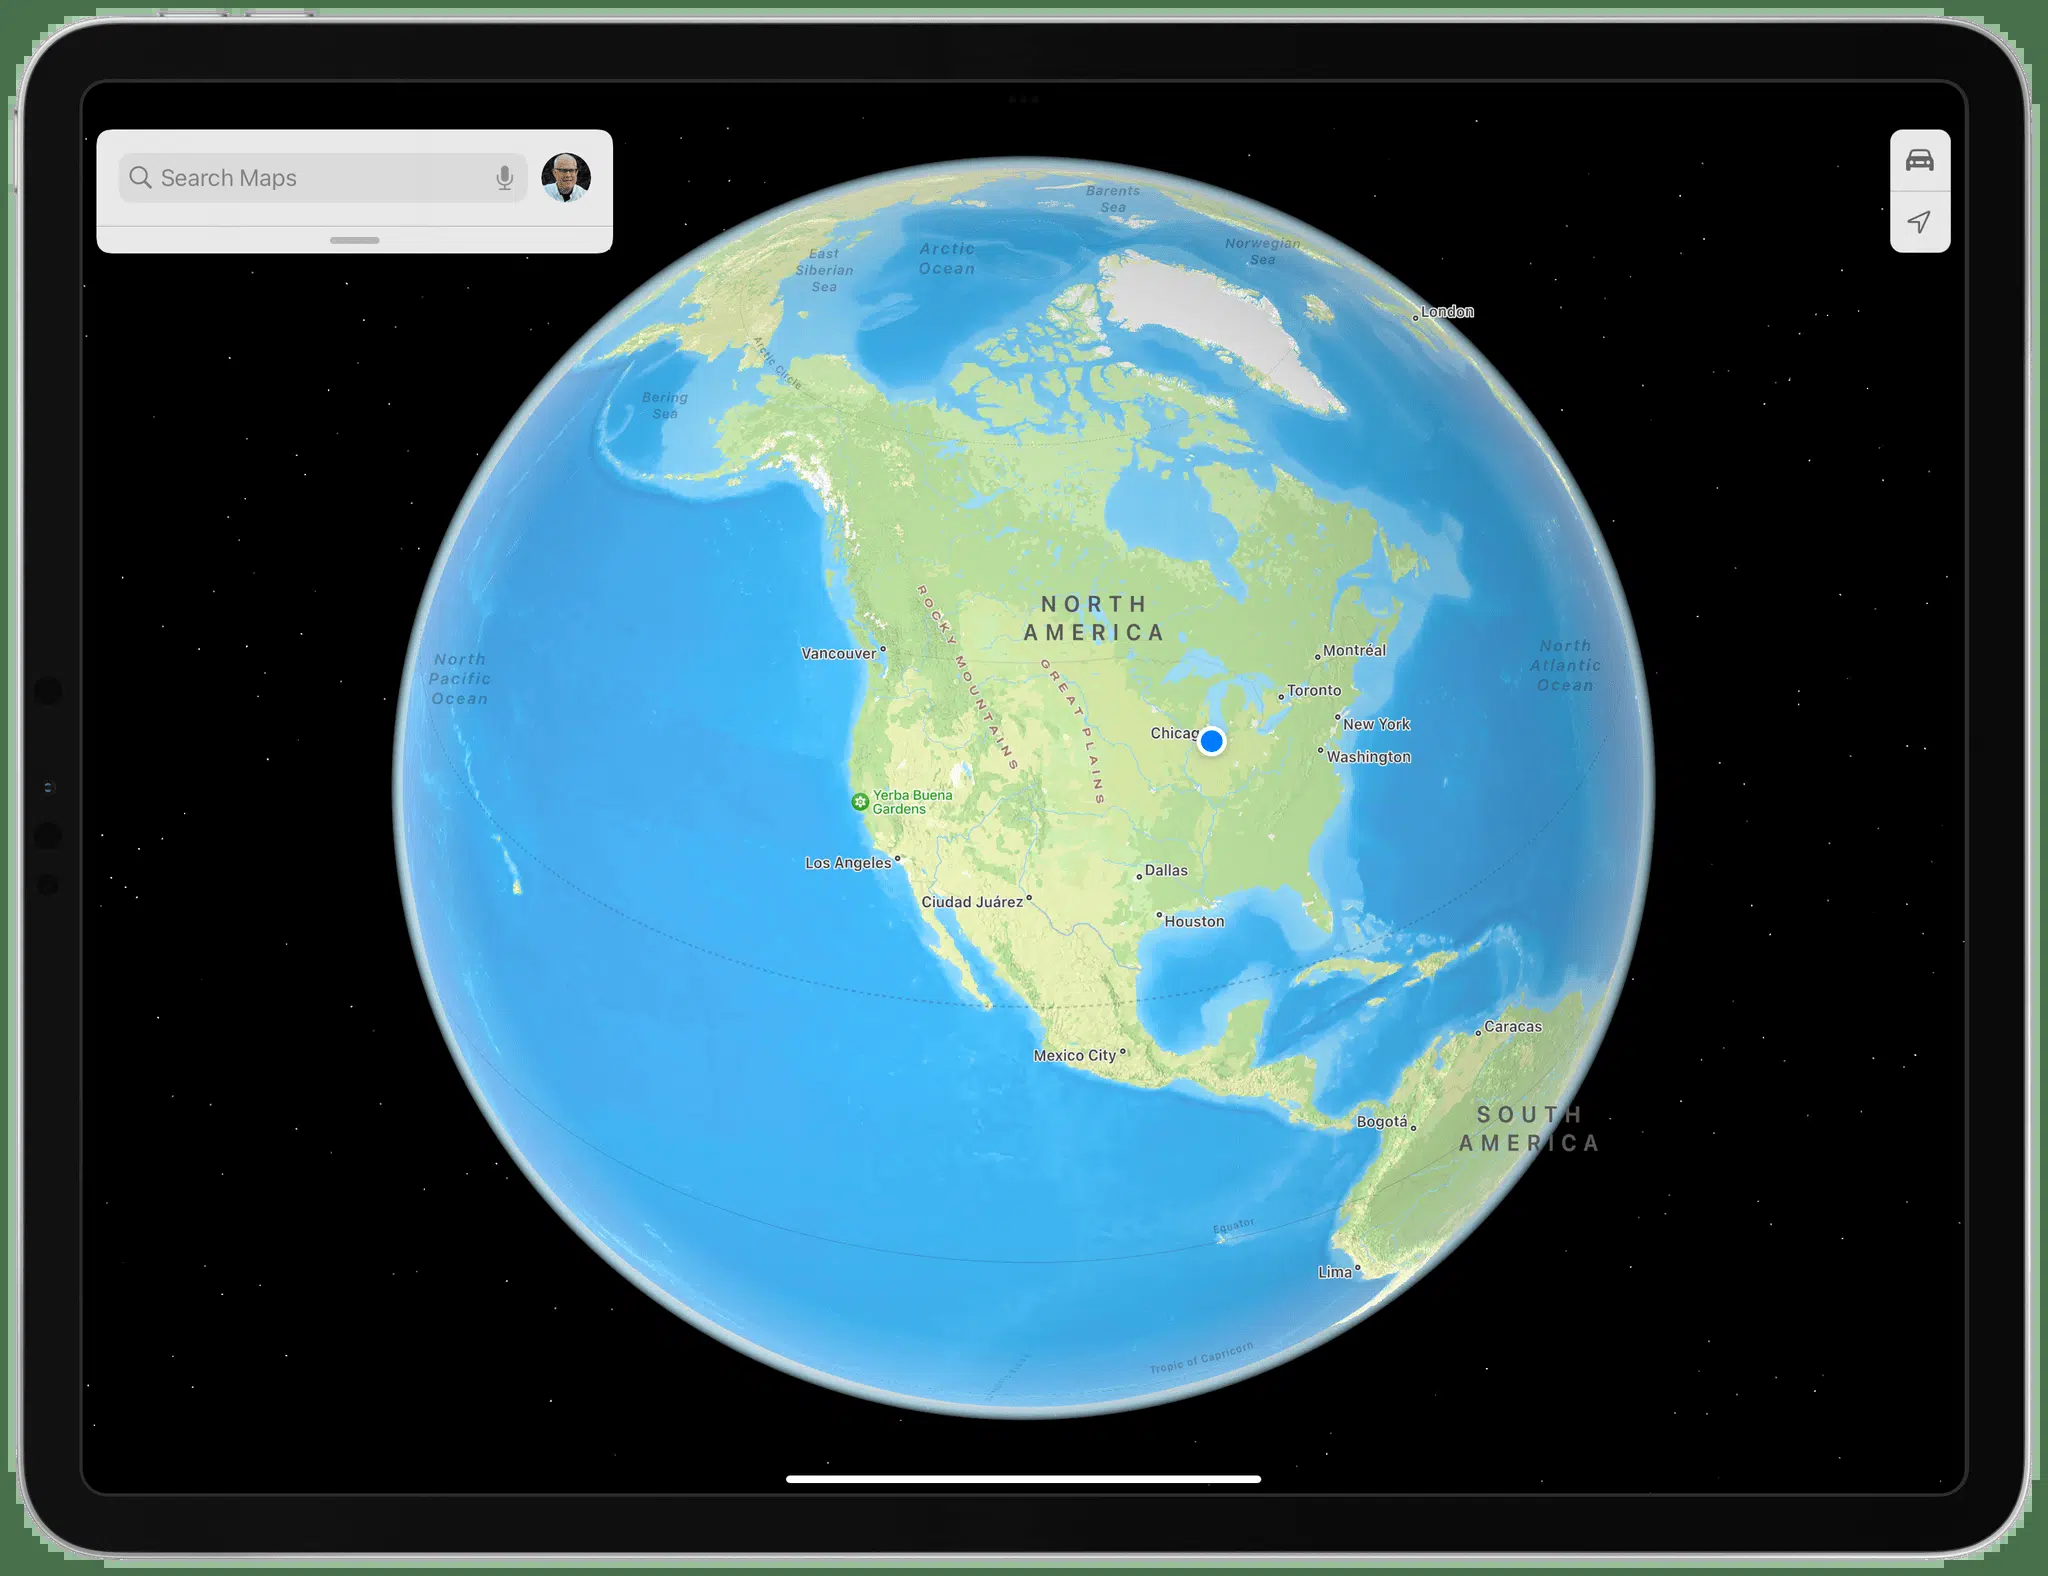 Search Maps
Barents
Sea
Arctic
Ocean
Norwegian
Sea
East
Siberian
Sea
London
Arctic Circle
Bering
Sea
NORTH
AMERICA
ROCKY MOUNTAINS
GREAT PLAINS
Vancouver
Montréal
North
Pacific
Ocean
North
Atlantic
Ocean
Toronto
New York
Chicag
Washington
Yerba Buena
Gardens
Los Angeles
Dallas
Ciudad Juárez
Houston
Caracas
Mexico City
Bogotá
SOUTH
AMERICA
Equator
Lima
Tropic of Capricorn